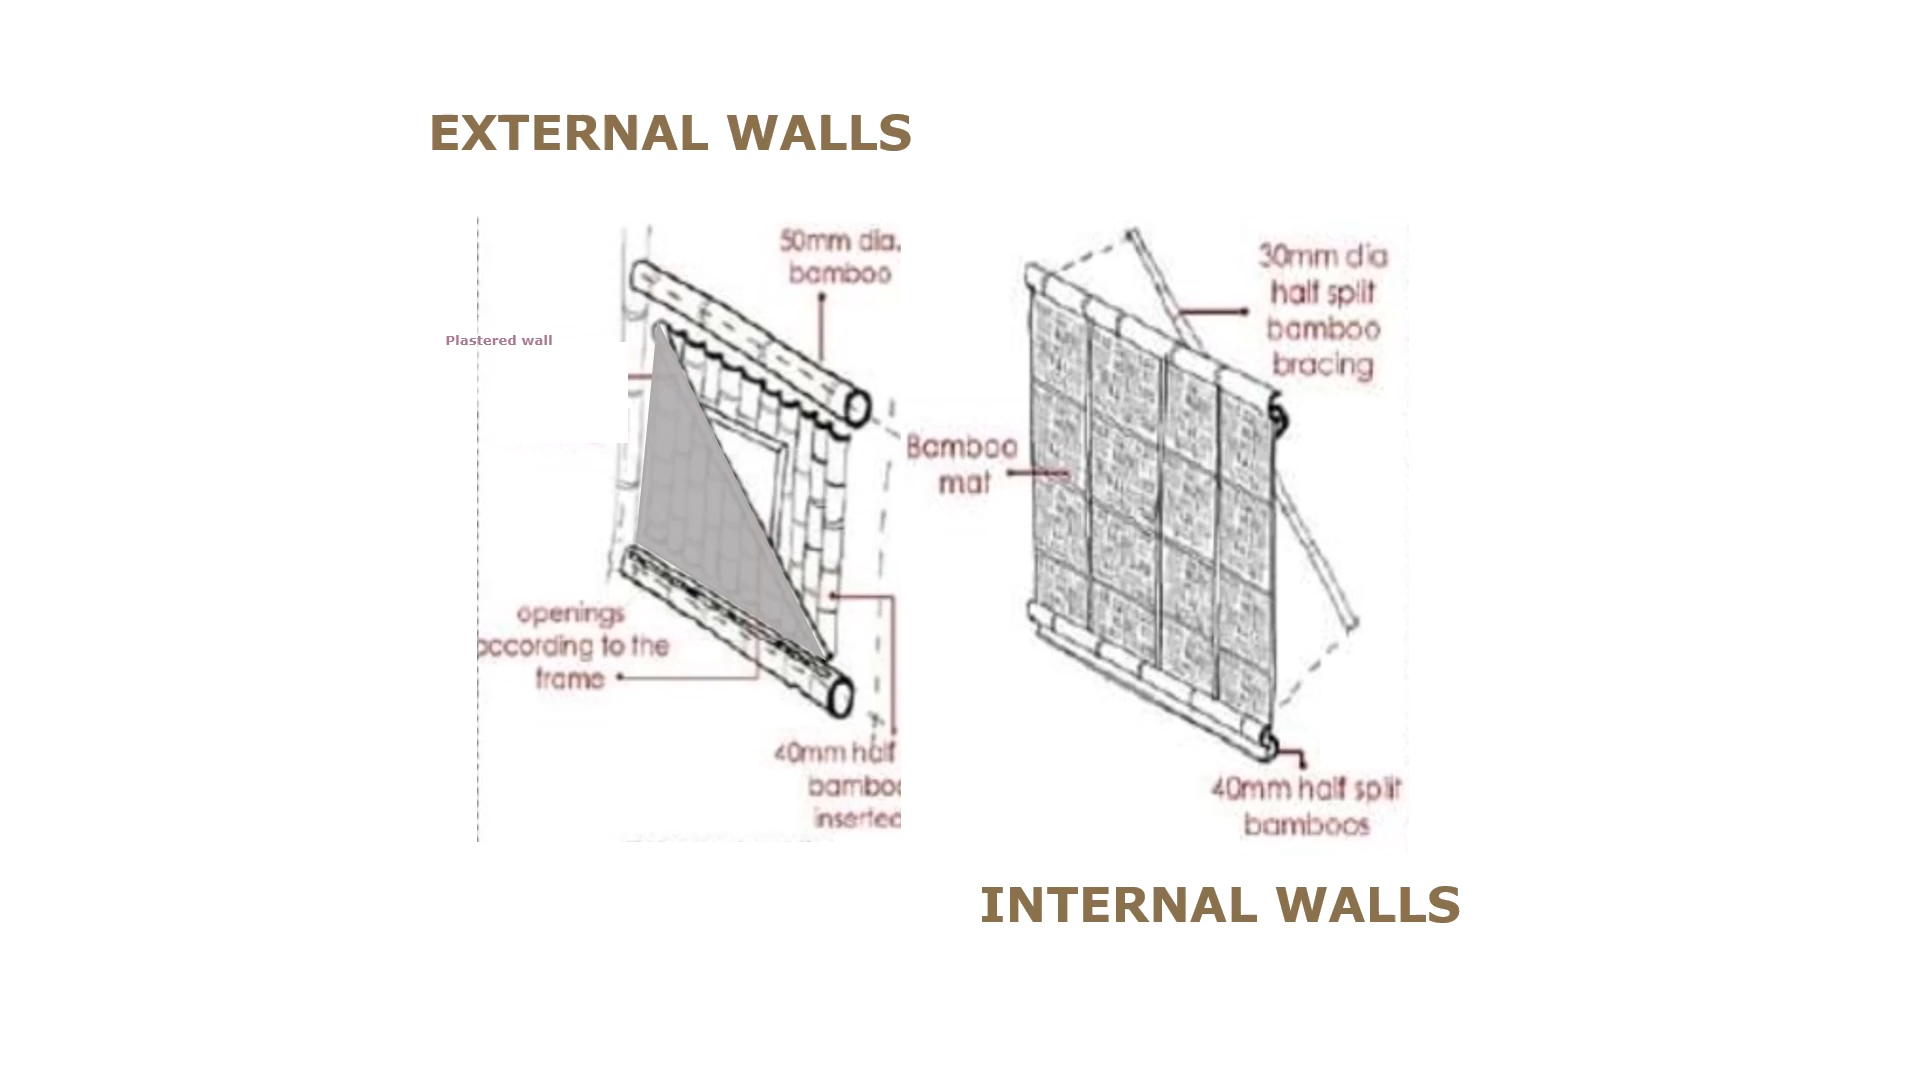 EXTERNAL WALLS
50mm dia.
bamboo
Plastered wall
openings
according to the
frame
40mm half
bamboo
inserted
30mm dia
half split
bamboo
bracing
Bamboo
mat
40mm half split
bamboos
INTERNAL WALLS